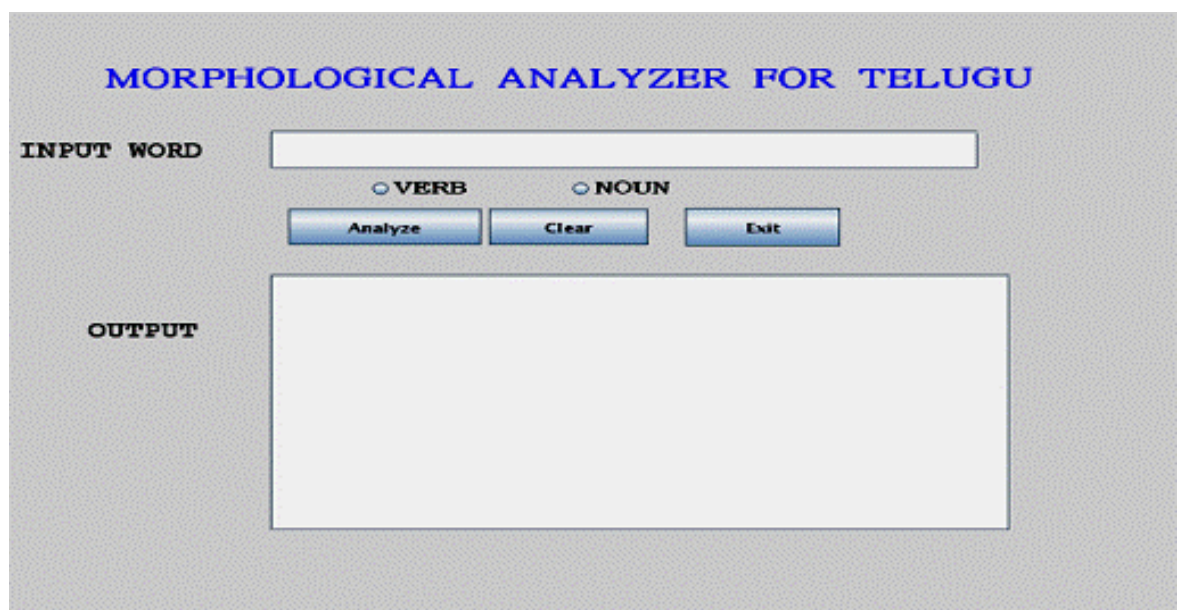 MORPHOLOGICAL ANALYZER FOR TELUGU
INPUT WORD
VERB NOUN
Analyze Clear Exit
OUTPUT